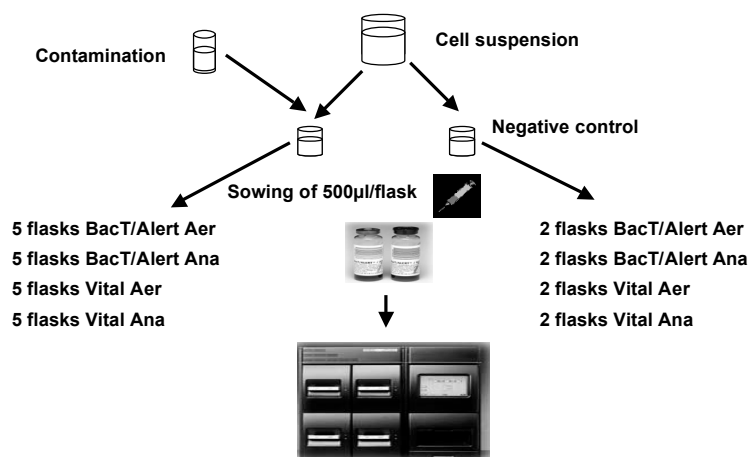 Cell suspension
Contamination
Negative control
Sowing of 500µl/flask
5 flasks BacT/Alert Aer
5 flasks BacT/Alert Ana
5 flasks Vital Aer
5 flasks Vital Ana
2 flasks BacT/Alert Aer
2 flasks BacT/Alert Ana
2 flasks Vital Aer
2 flasks Vital Ana